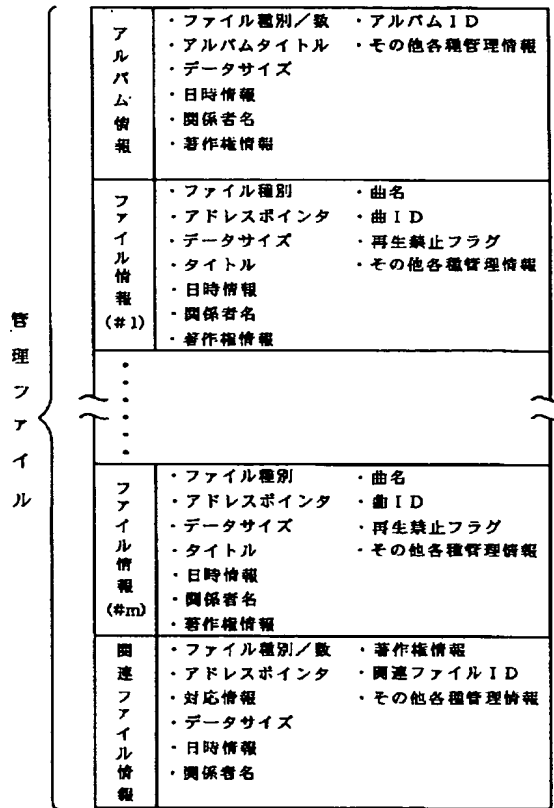 管理ファイル
アルバム情報
・ファイル種別／数 ・アルバムＩＤ
・アルバムタイトル ・その他各種管理情報
・データサイズ
・日時情報
・関係者名
・著作権情報
ファイル情報(#1)
・ファイル種別 ・曲名
・アドレスポインタ ・曲ＩＤ
・データサイズ ・再生禁止フラグ
・タイトル ・その他各種管理情報
・日時情報
・関係者名
・著作権情報
ファイル情報(#m)
・ファイル種別 ・曲名
・アドレスポインタ ・曲ＩＤ
・データサイズ ・再生禁止フラグ
・タイトル ・その他各種管理情報
・日時情報
・関係者名
・著作権情報
関連ファイル情報
・ファイル種別／数 ・著作権情報
・アドレスポインタ ・関連ファイルＩＤ
・対応情報 ・その他各種管理情報
・データサイズ
・日時情報
・関係者名